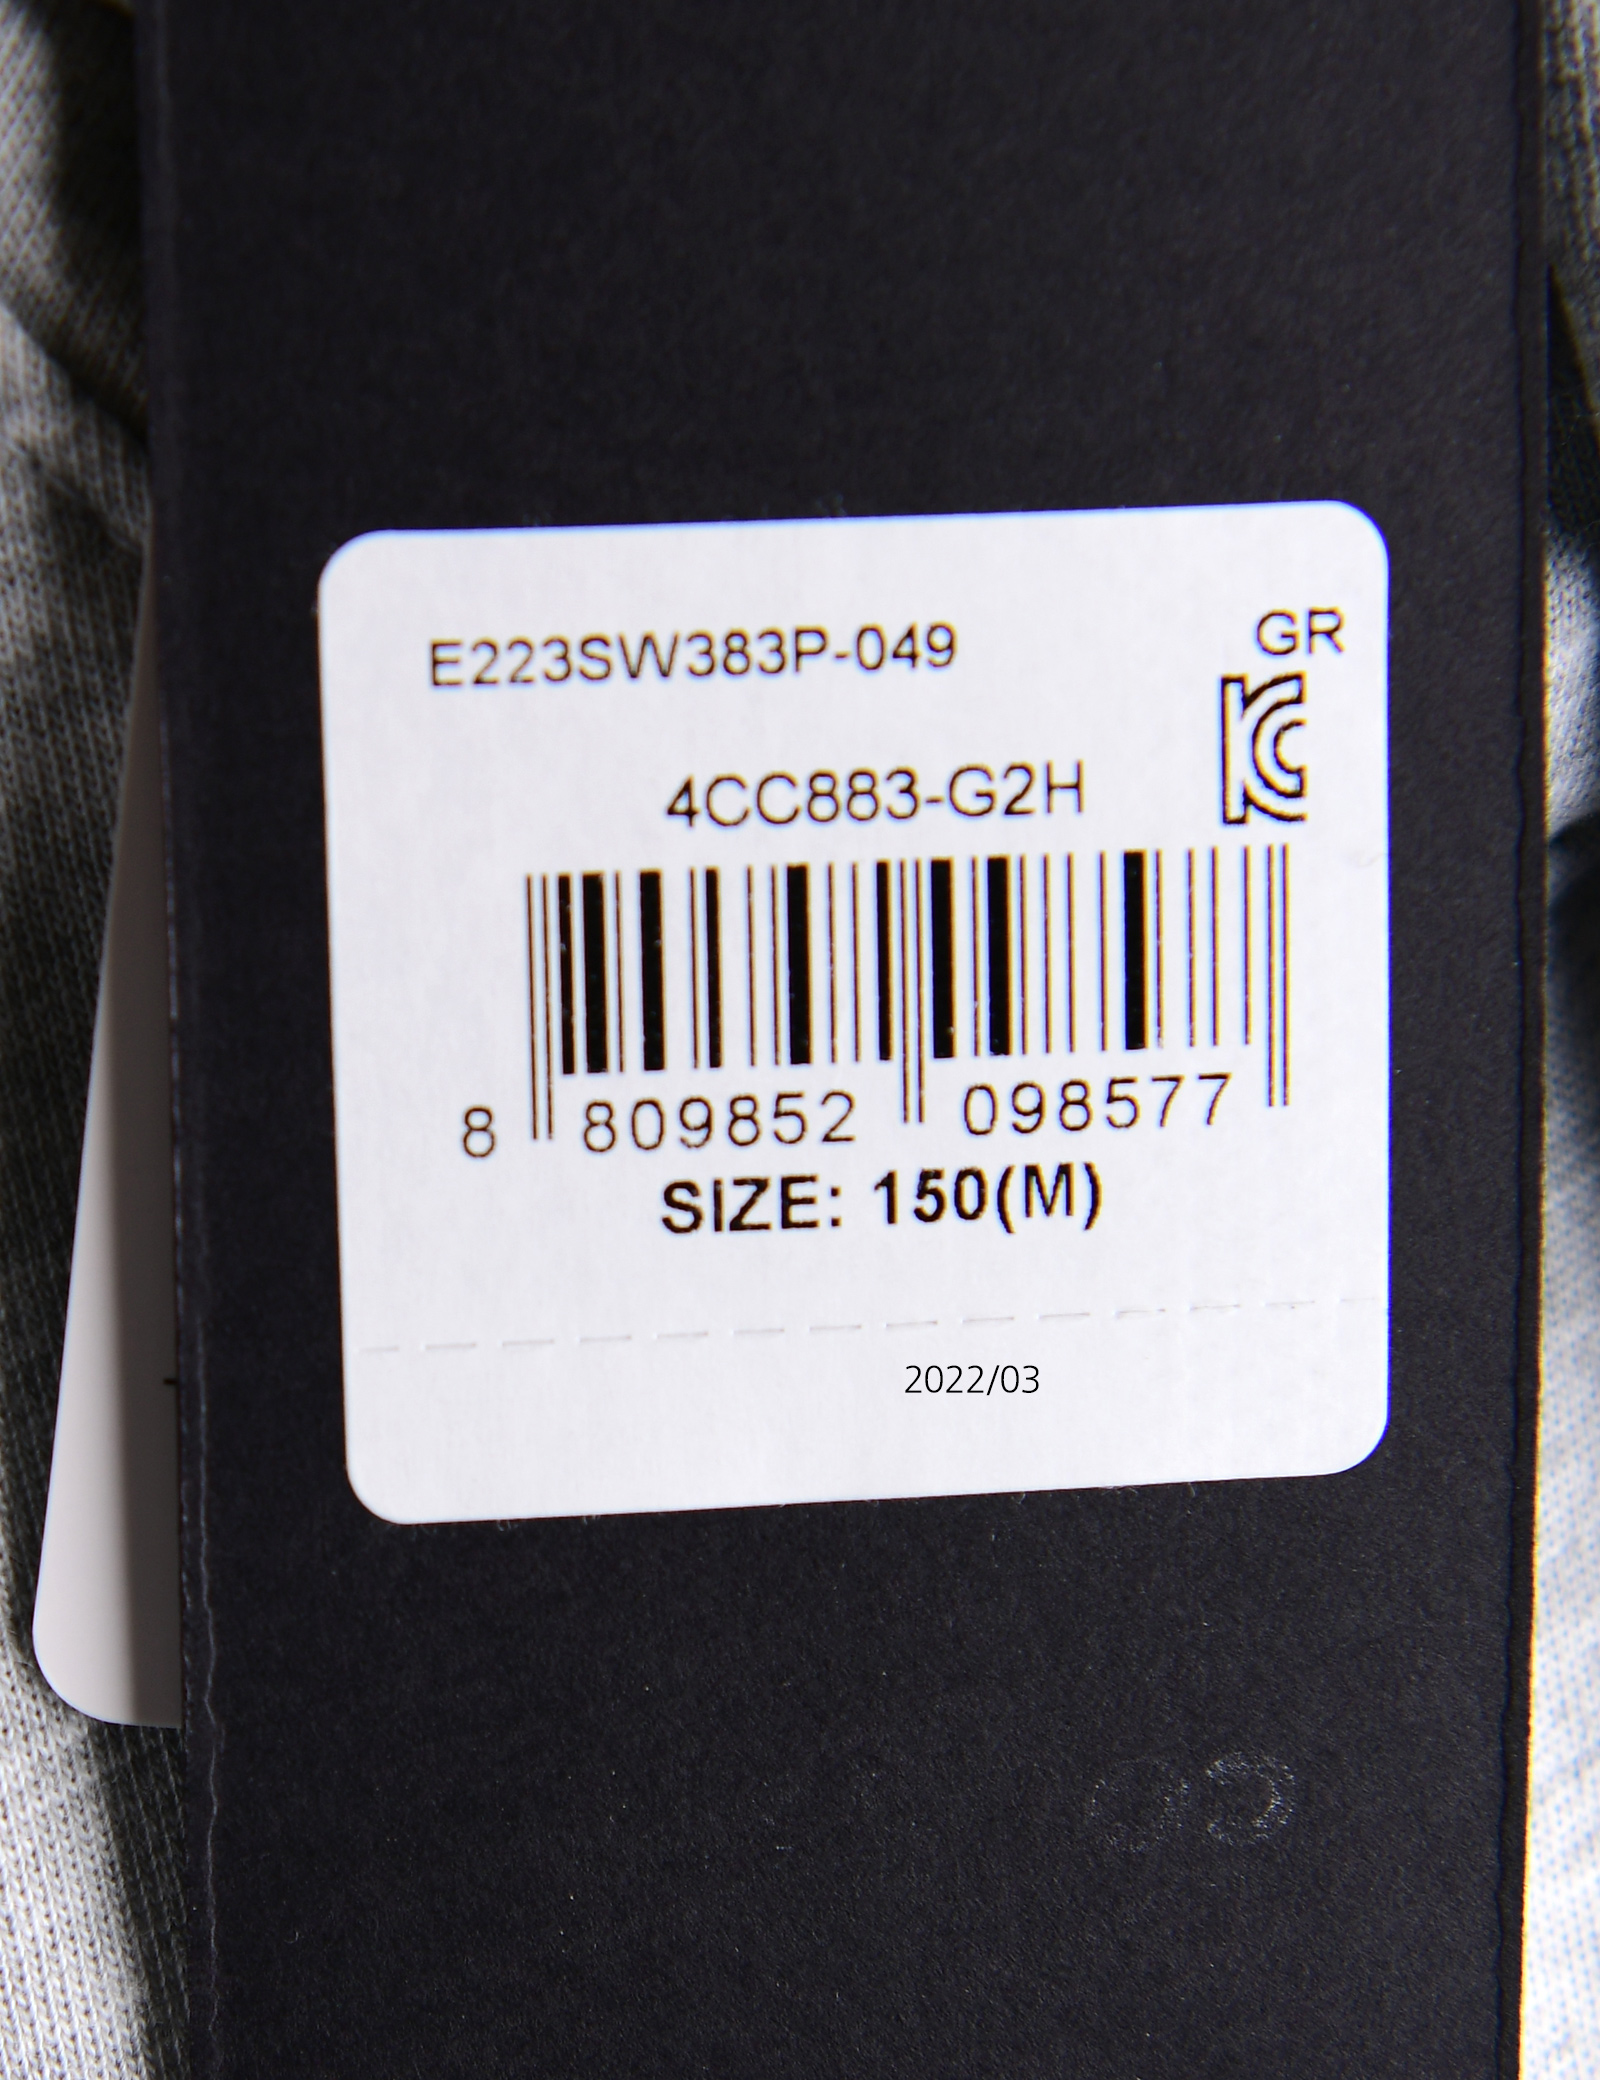 E223SW383P-049
GR
4CC883-G2H
8 809852 098577
SIZE: 150(M)
2022/03